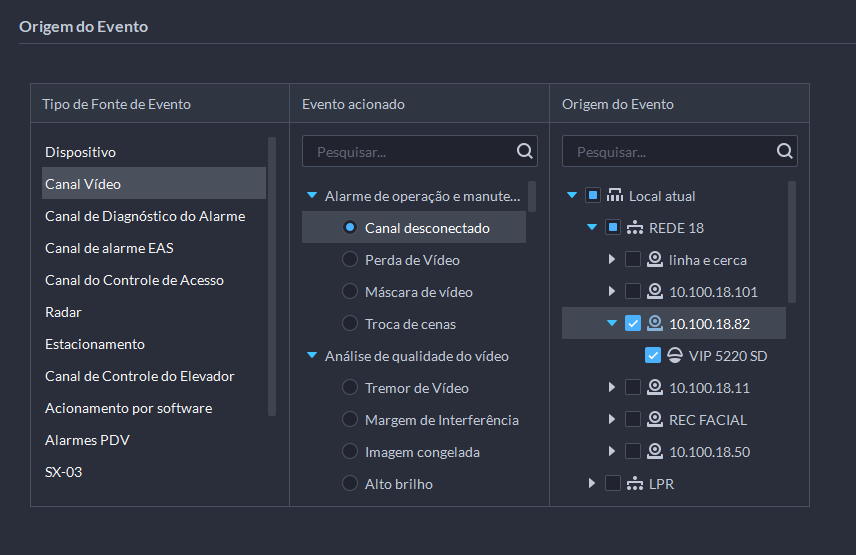 Origem do Evento
Tipo de Fonte de Evento
Dispositivo
Canal Vídeo
Canal de Diagnóstico do Alarme
Canal de alarme EAS
Canal do Controle de Acesso
Radar
Estacionamento
Canal de Controle do Elevador
Acionamento por software
Alarmes PDV
SX-03
Evento acionado
Pesquisar...
Alarme de operação e manute...
Canal desconectado
Perda de Vídeo
Máscara de vídeo
Troca de cenas
Análise de qualidade do vídeo
Tremor de Vídeo
Margem de Interferência
Imagem congelada
Alto brilho
Origem do Evento
Pesquisar...
Local atual
REDE 18
linha e cerca
10.100.18.101
10.100.18.82
VIP 5220 SD
10.100.18.11
REC FACIAL
10.100.18.50
LPR